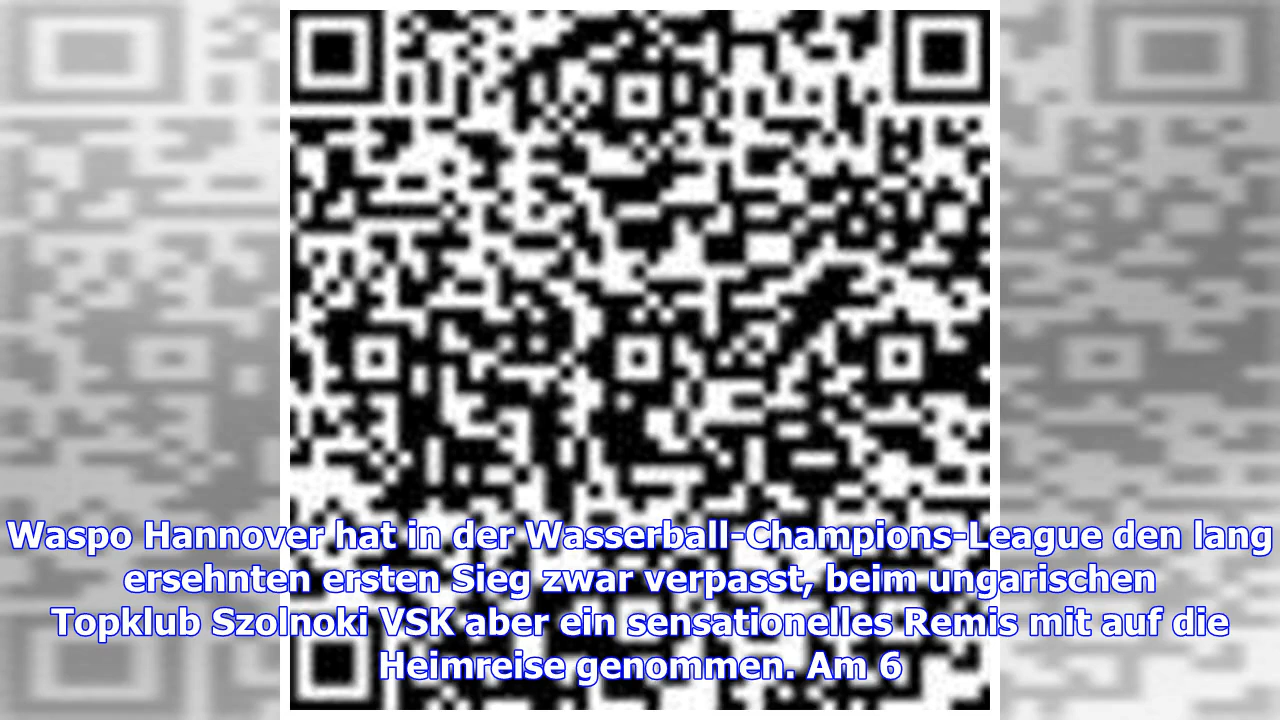 Waspo Hannover hat in der Wasserball-Champions-League den lang
ersehnten ersten Sieg zwar verpasst, beim ungarischen
Topklub Szolnoki VSK aber ein sensationelles Remis mit auf die
Heimreise genommen. Am 6